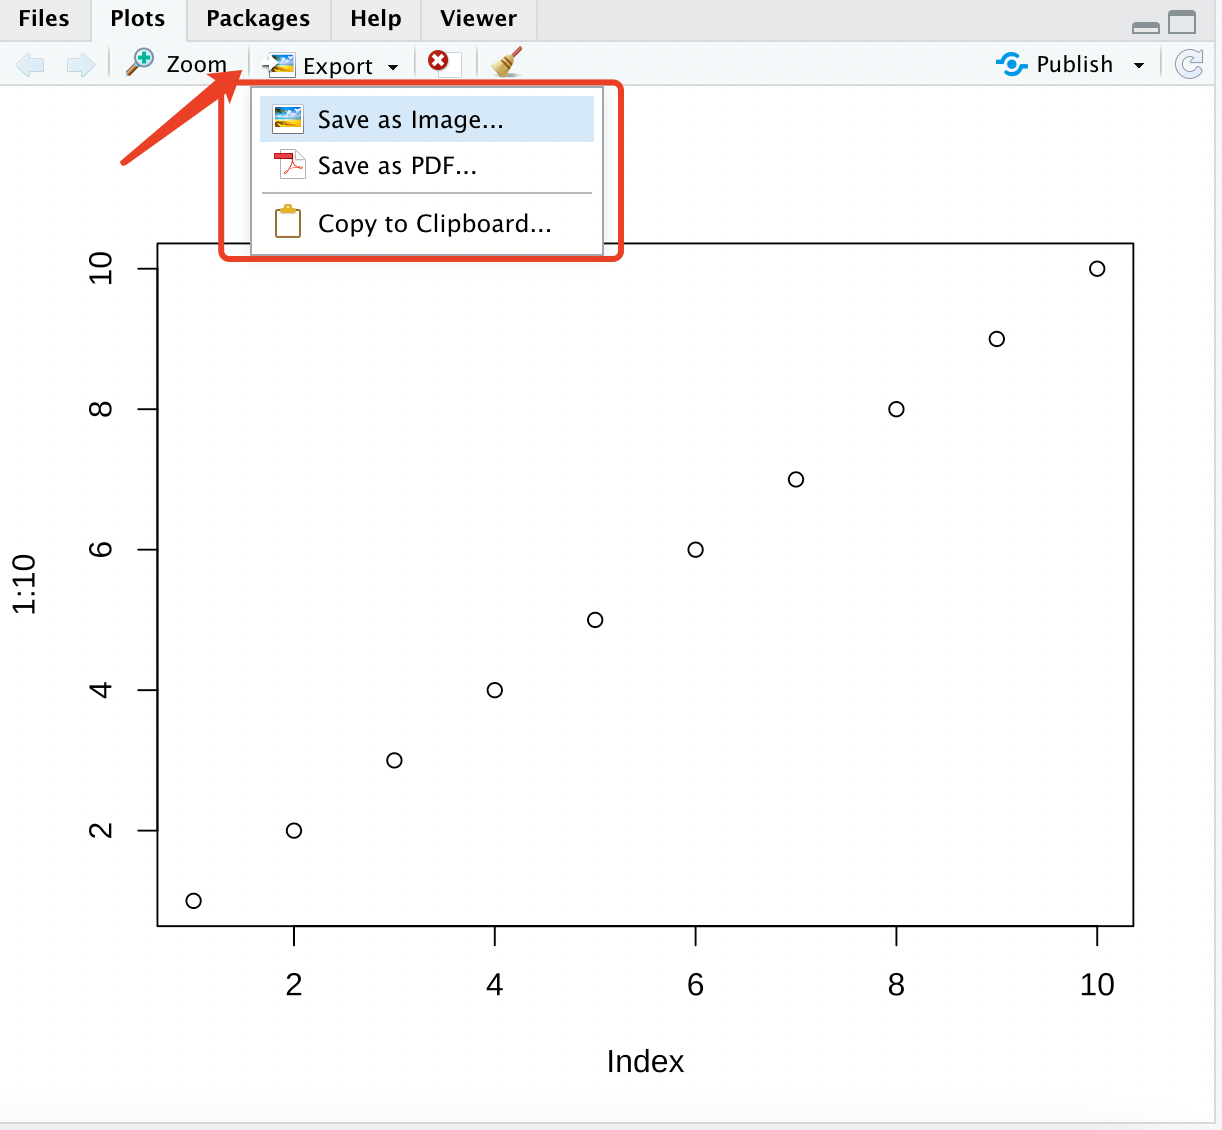 Files Plots Packages Help Viewer
Zoom Export Publish
Save as Image...
Save as PDF...
Copy to Clipboard...
10
8
6
4
2
1:10
2 4 6 8 10
Index